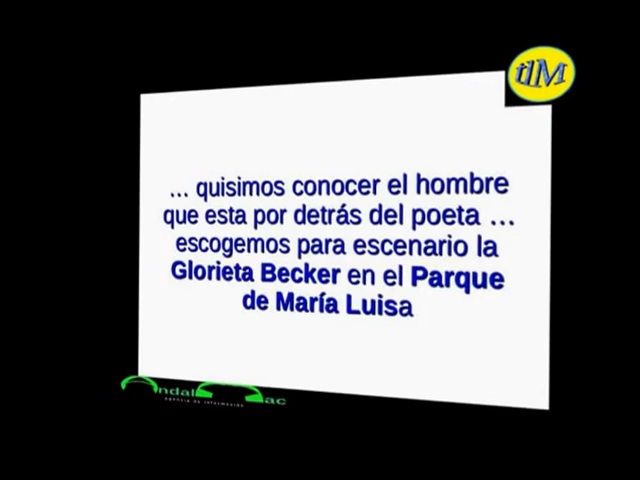 tlM
... quisimos conocer el hombre
que esta por detrás del poeta ...
escogemos para escenario la
Glorieta Becker en el Parque
de María Luisa